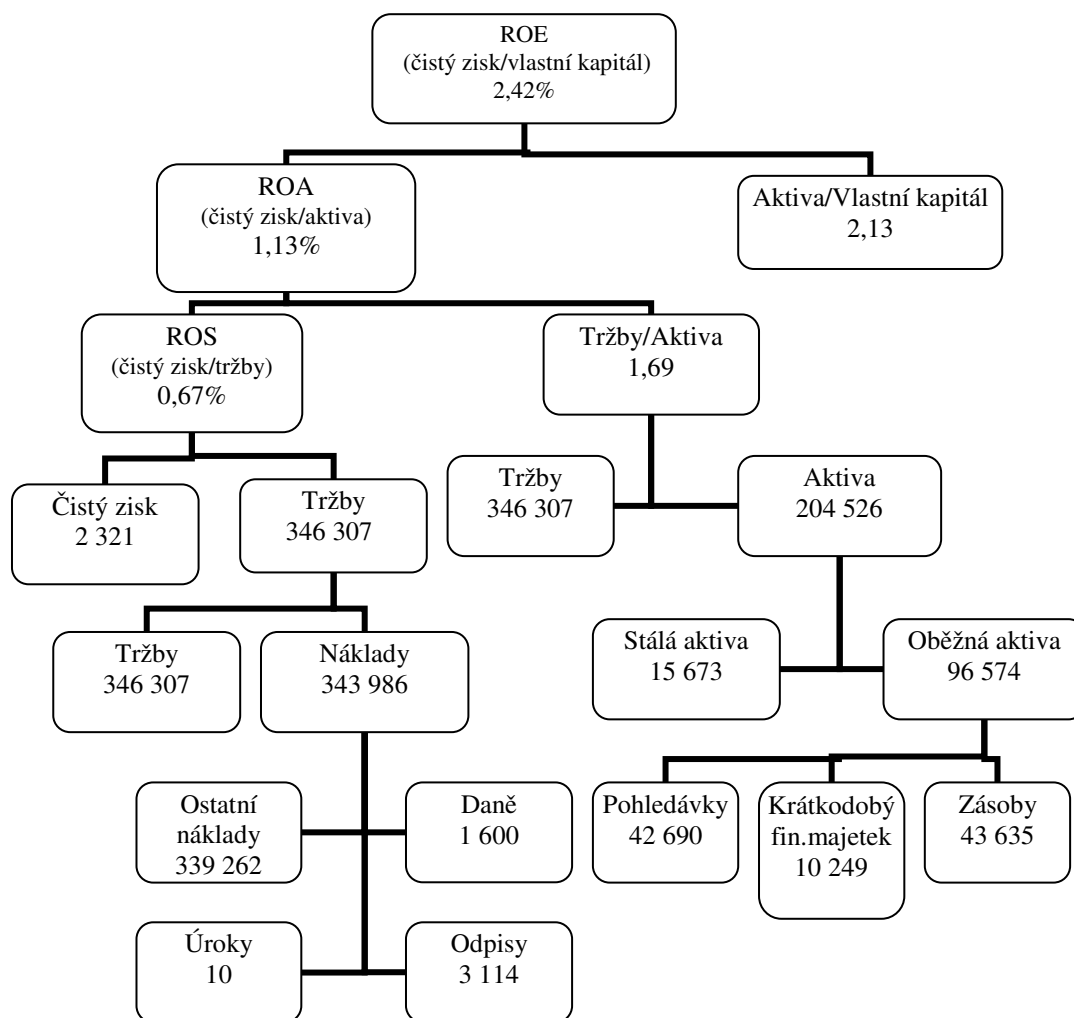 ROE
(čistý zisk/vlastní kapitál)
2,42%
ROA
(čistý zisk/aktiva)
1,13%
Aktiva/Vlastní kapitál
2,13
ROS
(čistý zisk/tržby)
0,67%
Tržby/Aktiva
1,69
Čistý zisk
2 321
Tržby
346 307
Tržby
346 307
Aktiva
204 526
Tržby
346 307
Náklady
343 986
Stálá aktiva
15 673
Oběžná aktiva
96 574
Ostatní
náklady
339 262
Daně
1 600
Pohledávky
42 690
Krátkodobý
fin.majetek
10 249
Zásoby
43 635
Úroky
10
Odpisy
3 114